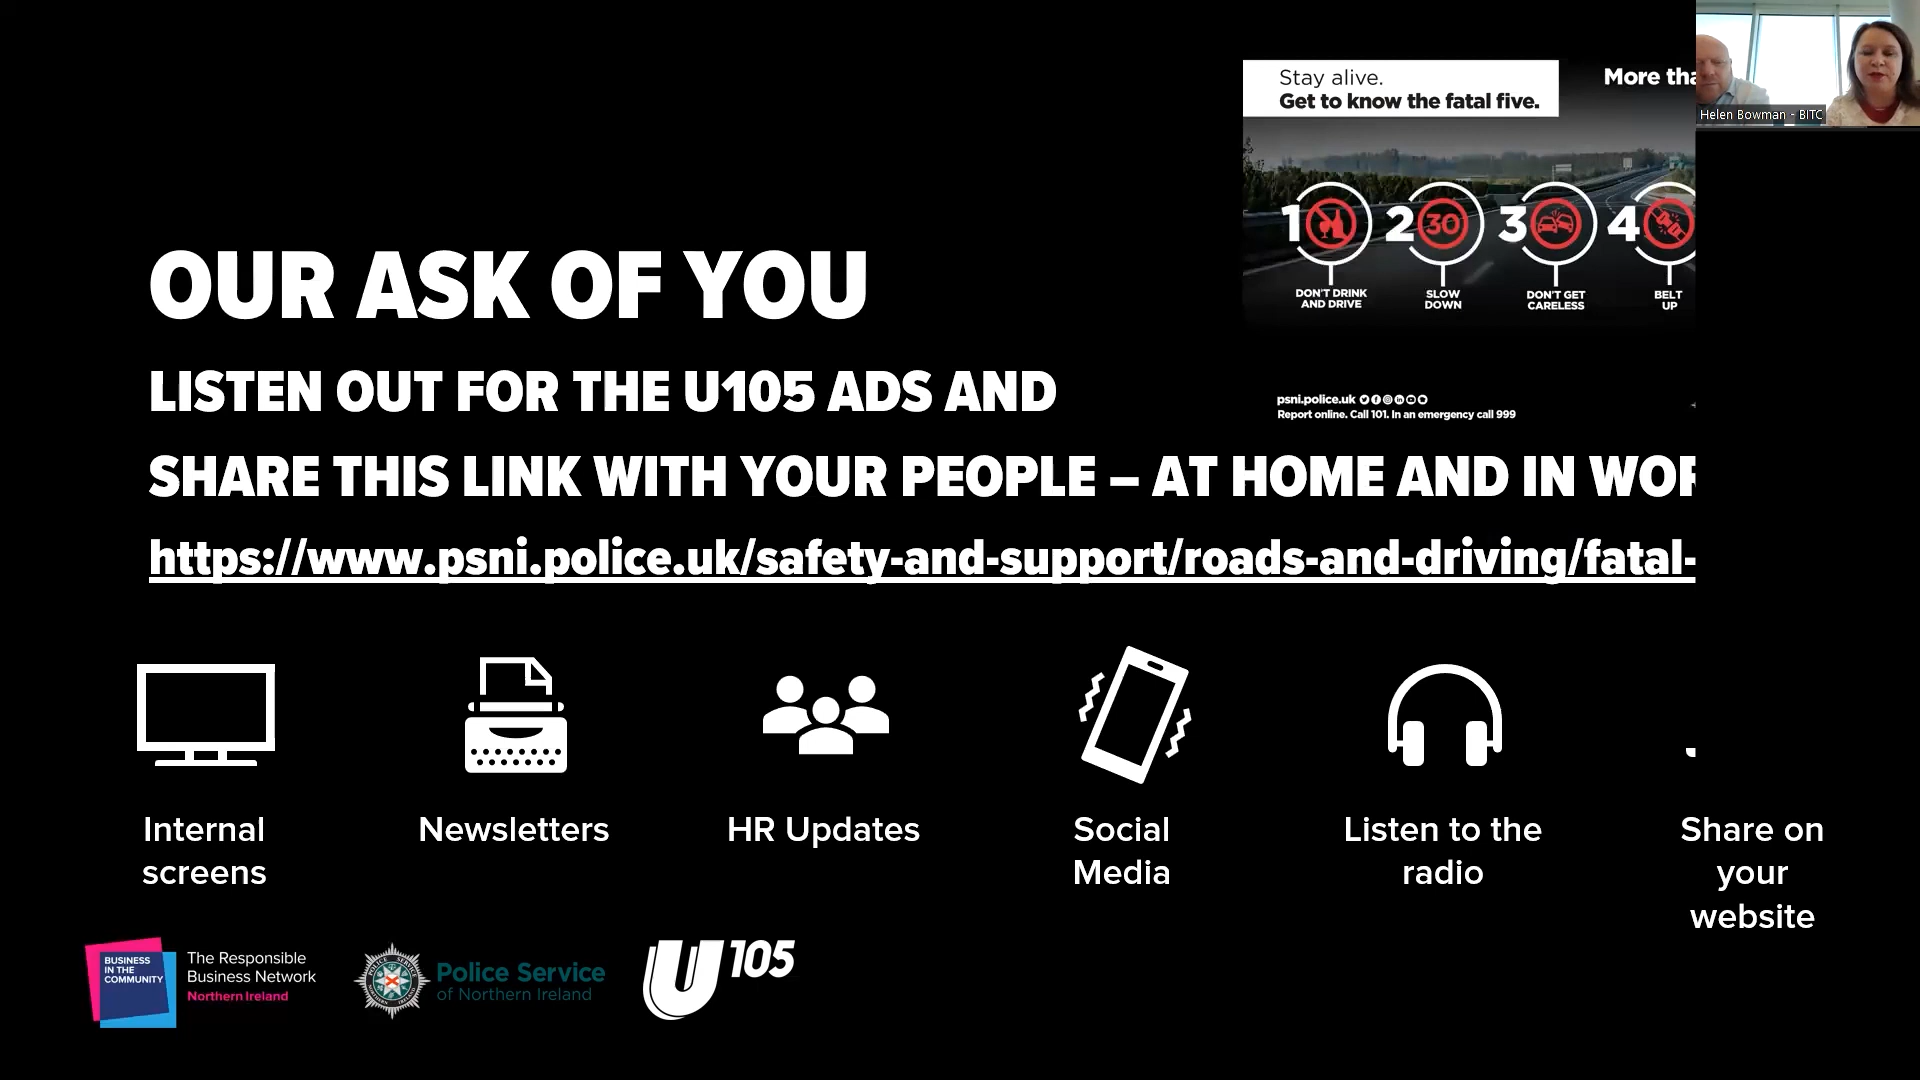 Stay alive.
Get to know the fatal five.
More tha
Helen Bowman - BITC
1 2 30 3 4
DON'T DRINK
AND DRIVE
SLOW
DOWN
DON'T GET
CARELESS
BELT
UP
OUR ASK OF YOU
LISTEN OUT FOR THE U105 ADS AND
psni.police.uk
Report online. Call 101. In an emergency call 999
SHARE THIS LINK WITH YOUR PEOPLE – AT HOME AND IN WOR
https://www.psni.police.uk/safety-and-support/roads-and-driving/fatal-
Internal
screens
Newsletters
HR Updates
Social
Media
Listen to the
radio
Share on
your
website
BUSINESS
IN THE
COMMUNITY
The Responsible
Business Network
Northern Ireland
Police Service
of Northern Ireland
U105